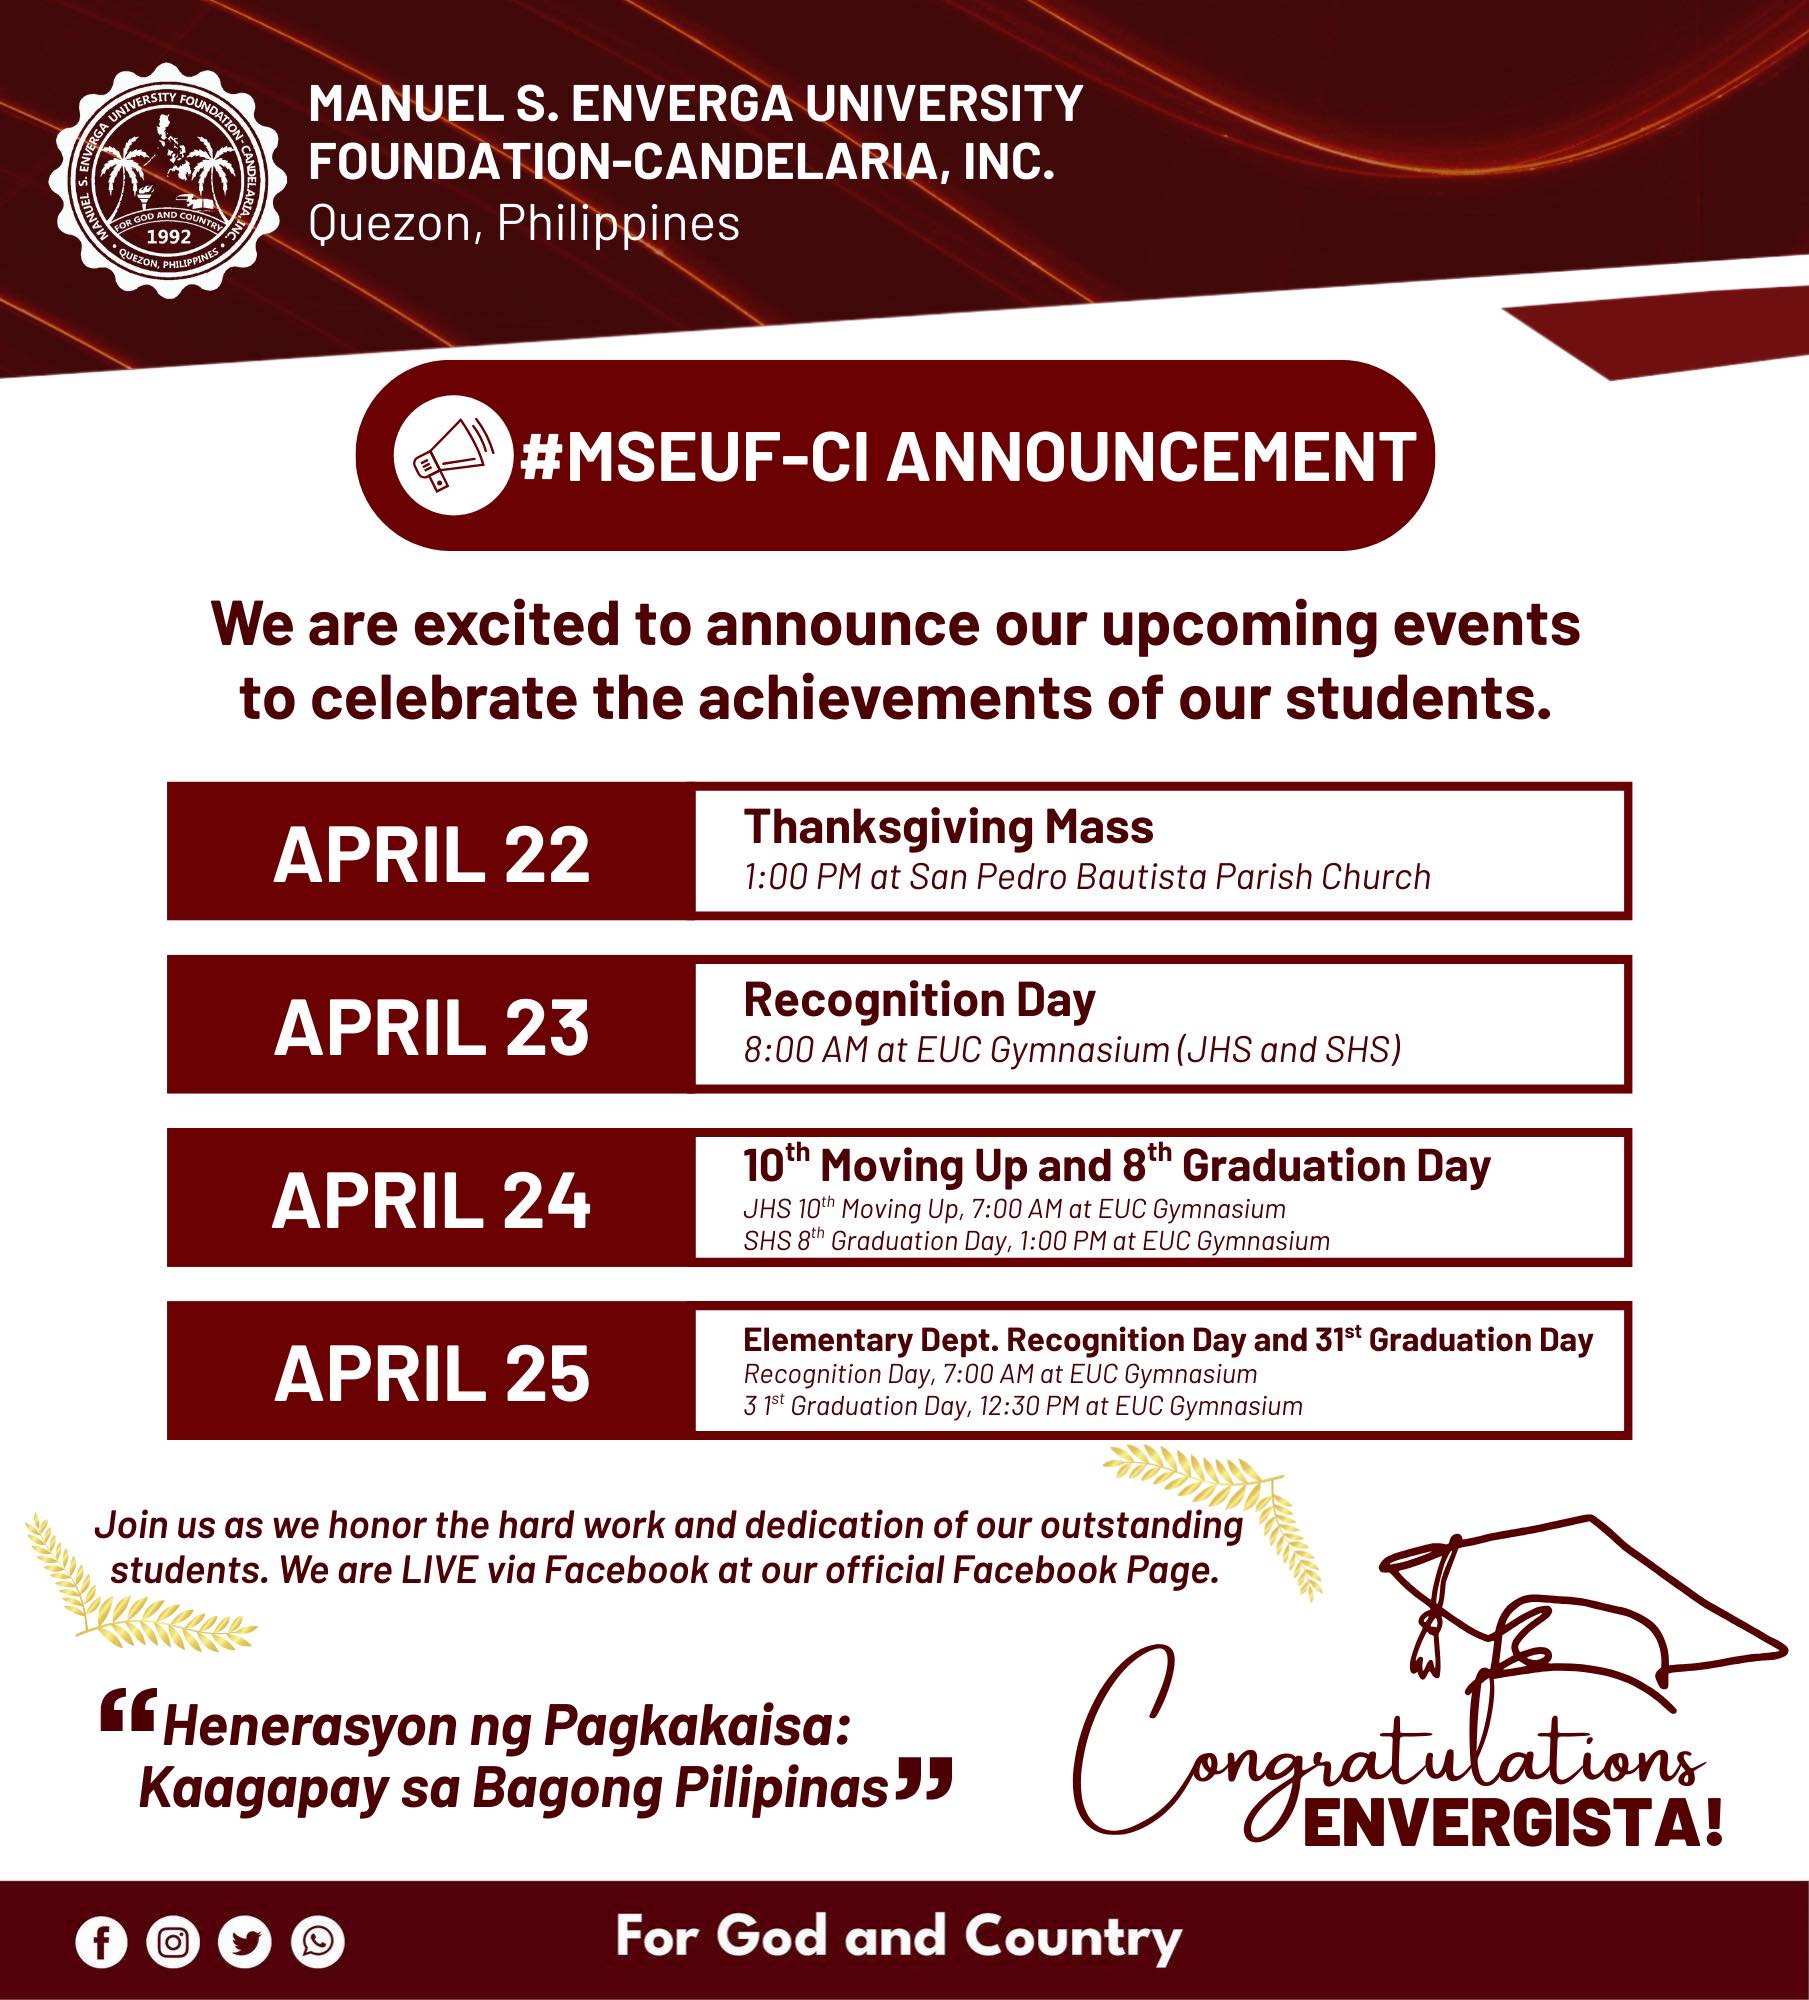 MANUEL S. ENVERGA UNIVERSITY FOUNDATION - CANDELARIA, INC.
FOR GOD AND COUNTRY
1992
• QUEZON, PHILIPPINES •
MANUEL S. ENVERGA UNIVERSITY
FOUNDATION-CANDELARIA, INC.
Quezon, Philippines
#MSEUF-CI ANNOUNCEMENT
We are excited to announce our upcoming events
to celebrate the achievements of our students.
APRIL 22
Thanksgiving Mass
1:00 PM at San Pedro Bautista Parish Church
APRIL 23
Recognition Day
8:00 AM at EUC Gymnasium (JHS and SHS)
APRIL 24
10th Moving Up and 8th Graduation Day
JHS 10th Moving Up, 7:00 AM at EUC Gymnasium
SHS 8th Graduation Day, 1:00 PM at EUC Gymnasium
APRIL 25
Elementary Dept. Recognition Day and 31st Graduation Day
Recognition Day, 7:00 AM at EUC Gymnasium
3 1st Graduation Day, 12:30 PM at EUC Gymnasium
Join us as we honor the hard work and dedication of our outstanding
students. We are LIVE via Facebook at our official Facebook Page.
“Henerasyon ng Pagkakaisa:
Kaagapay sa Bagong Pilipinas”
Congratulations
ENVERGISTA!
For God and Country